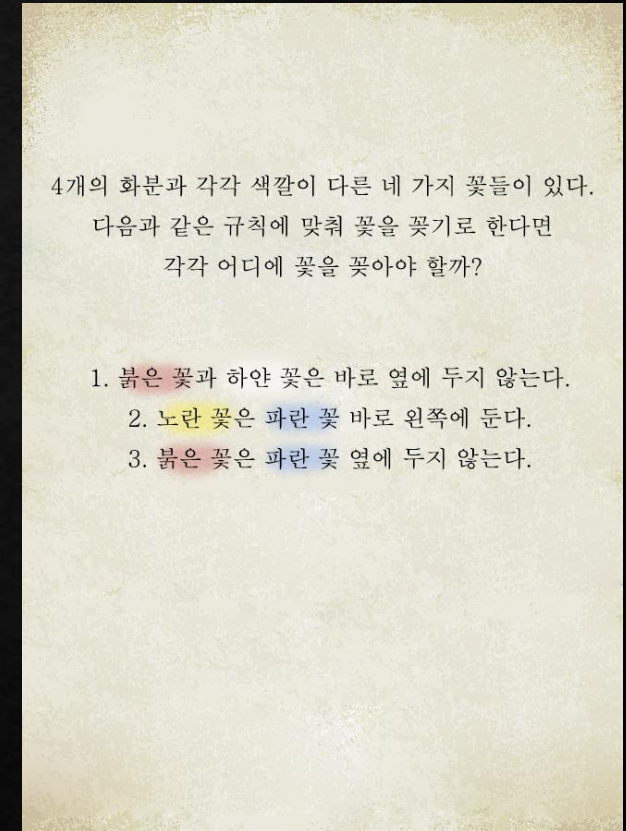 4개의 화분과 각각 색깔이 다른 네 가지 꽃들이 있다.
다음과 같은 규칙에 맞춰 꽃을 꽂기로 한다면
각각 어디에 꽃을 꽂아야 할까?
1. 붉은 꽃과 하얀 꽃은 바로 옆에 두지 않는다.
2. 노란 꽃은 파란 꽃 바로 왼쪽에 둔다.
3. 붉은 꽃은 파란 꽃 옆에 두지 않는다.